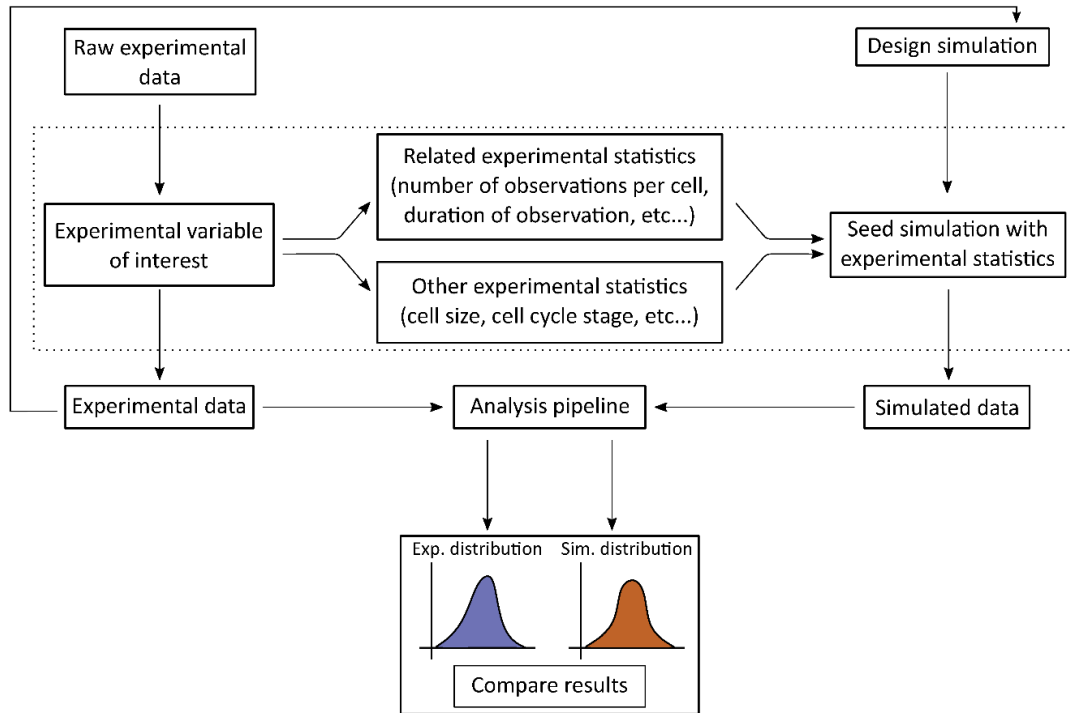 Raw experimental
data
Design simulation
Related experimental statistics
(number of observations per cell,
duration of observation, etc...)
Experimental variable
of interest
Seed simulation with
experimental statistics
Other experimental statistics
(cell size, cell cycle stage, etc...)
Experimental data
Analysis pipeline
Simulated data
Exp. distribution
Sim. distribution
Compare results